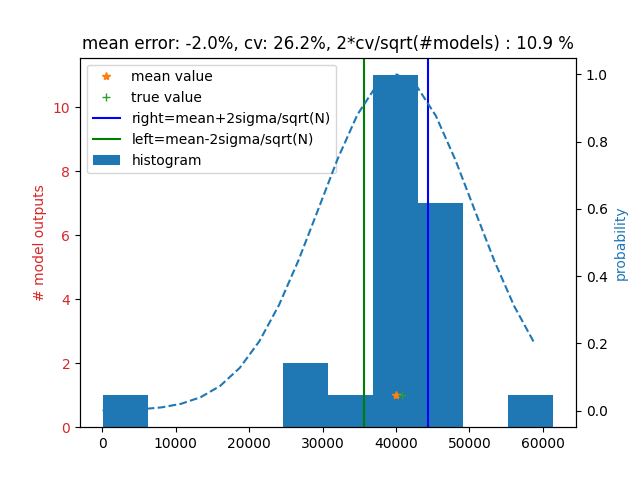 mean error: -2.0%, cv: 26.2%, 2*cv/sqrt(#models) : 10.9 %
mean value
true value
right=mean+2sigma/sqrt(N)
left=mean-2sigma/sqrt(N)
histogram
# model outputs
10
8
6
4
2
0
probability
1.0
0.8
0.6
0.4
0.2
0.0
0 10000 20000 30000 40000 50000 60000